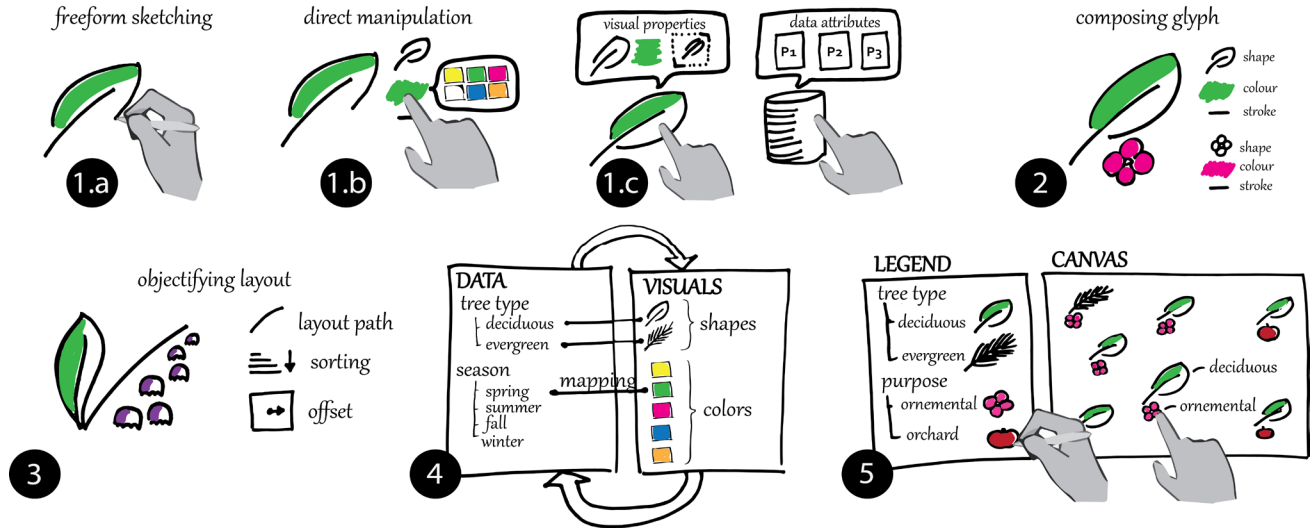 freeform sketching
1.a
direct manipulation
1.b
visual properties
data attributes
P1
P2
P3
1.c
composing glyph
shape
colour
stroke
shape
colour
stroke
2
objectifying layout
layout path
sorting
offset
3
DATA
tree type
deciduous
evergreen
season
spring
summer
fall
winter
mapping
VISUALS
shapes
colors
4
LEGEND
tree type
deciduous
evergreen
purpose
ornemental
orchard
CANVAS
deciduous
ornemental
5